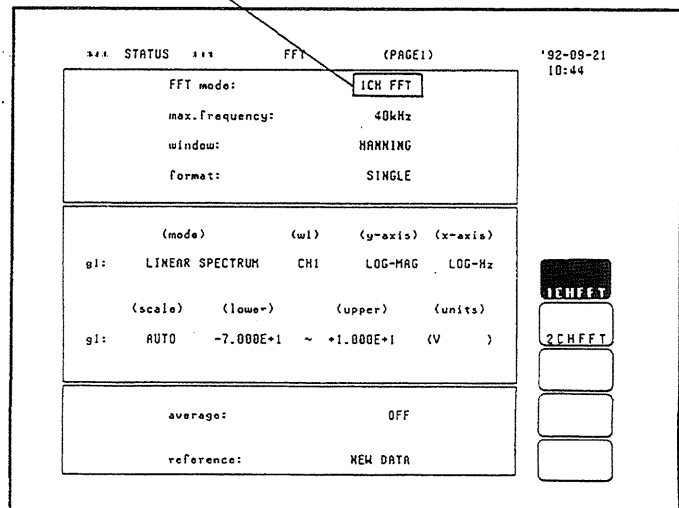 *** STATUS *** FFT (PAGE1) '92-09-21
10:44
FFT mode: 1CH FFT
max.frequency: 40kHz
window: HANNING
format: SINGLE
(mode) (w1) (y-axis) (x-axis)
g1: LINEAR SPECTRUM CH1 LOG-MAG LOG-Hz
(scale) (lower) (upper) (units)
g1: AUTO -7.000E+1 ~ +1.000E+1 (V )
average: OFF
reference: NEW DATA
1CHFFT
2CHFFT